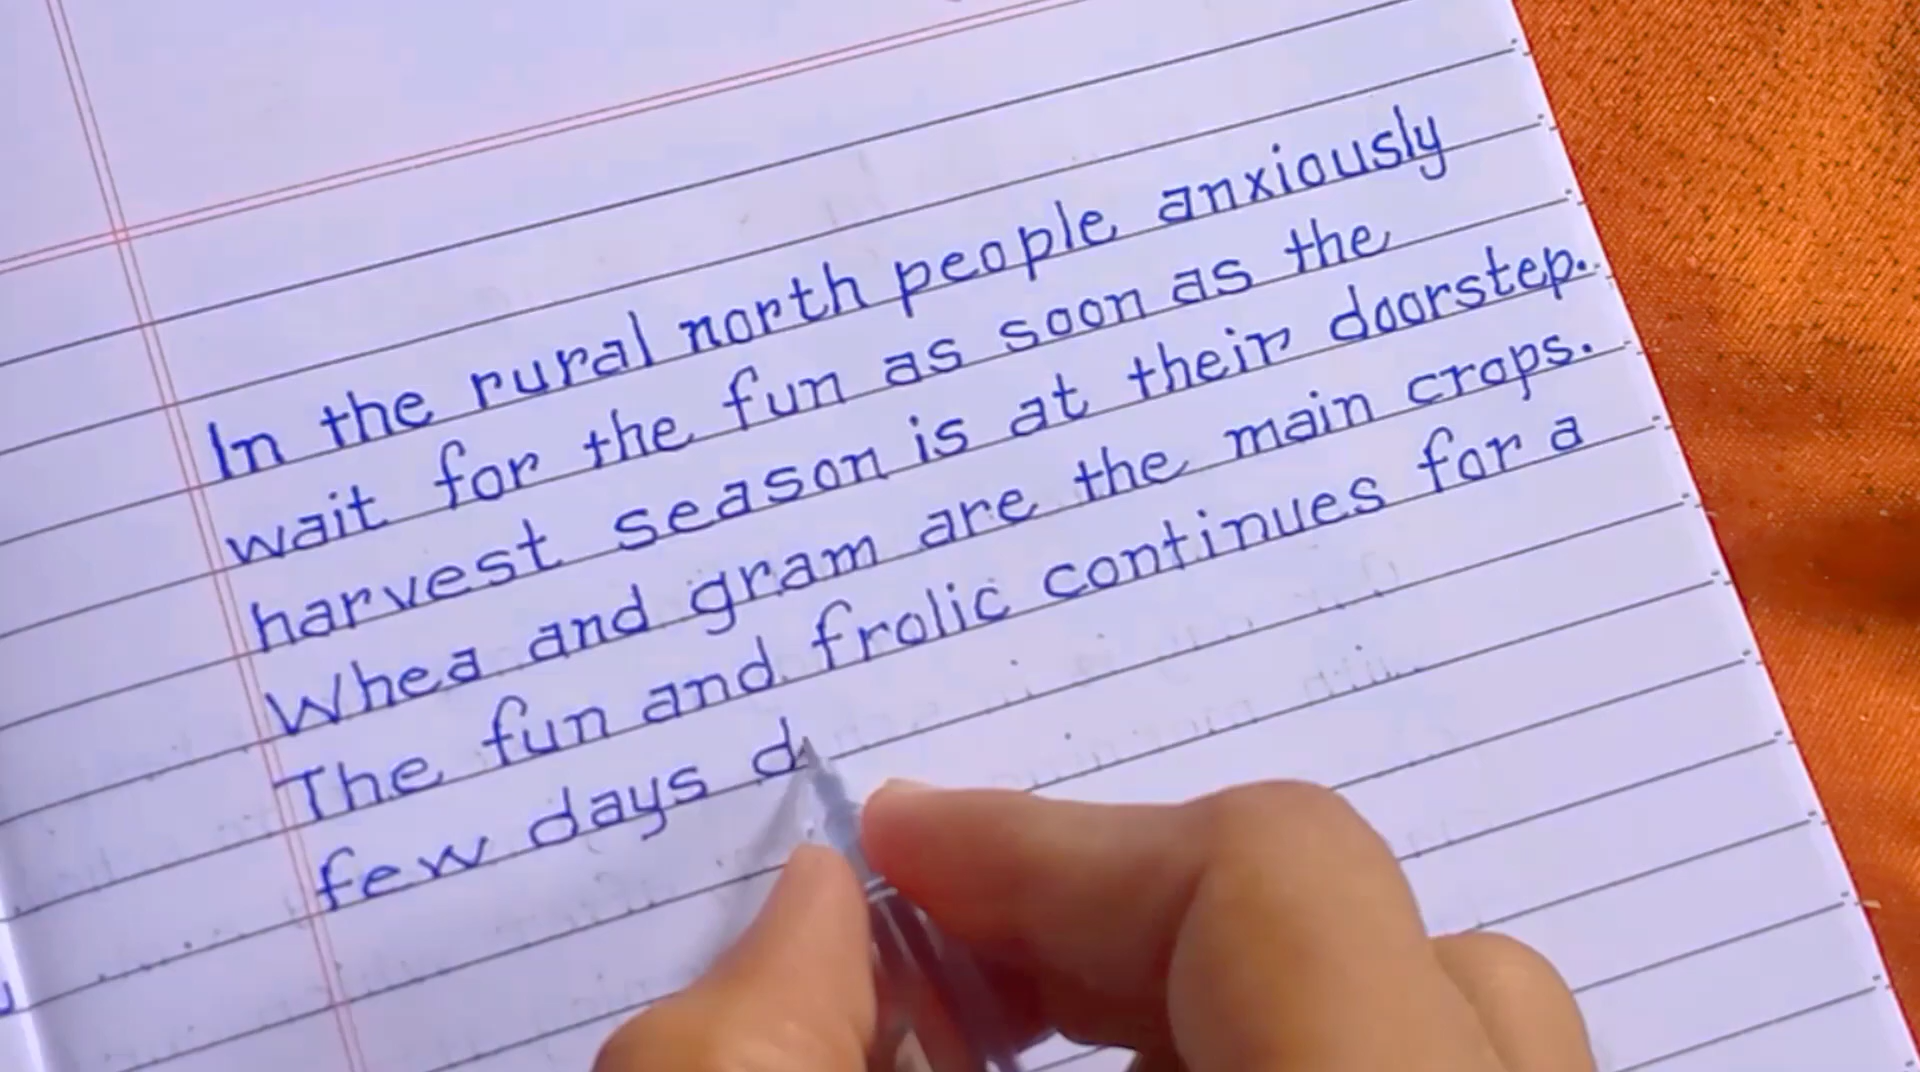 In the rural north people anxiously
wait for the fun as soon as the
harvest season is at their doorstep.
Whea and gram are the main crops.
The fun and frolic continues for a
few days d